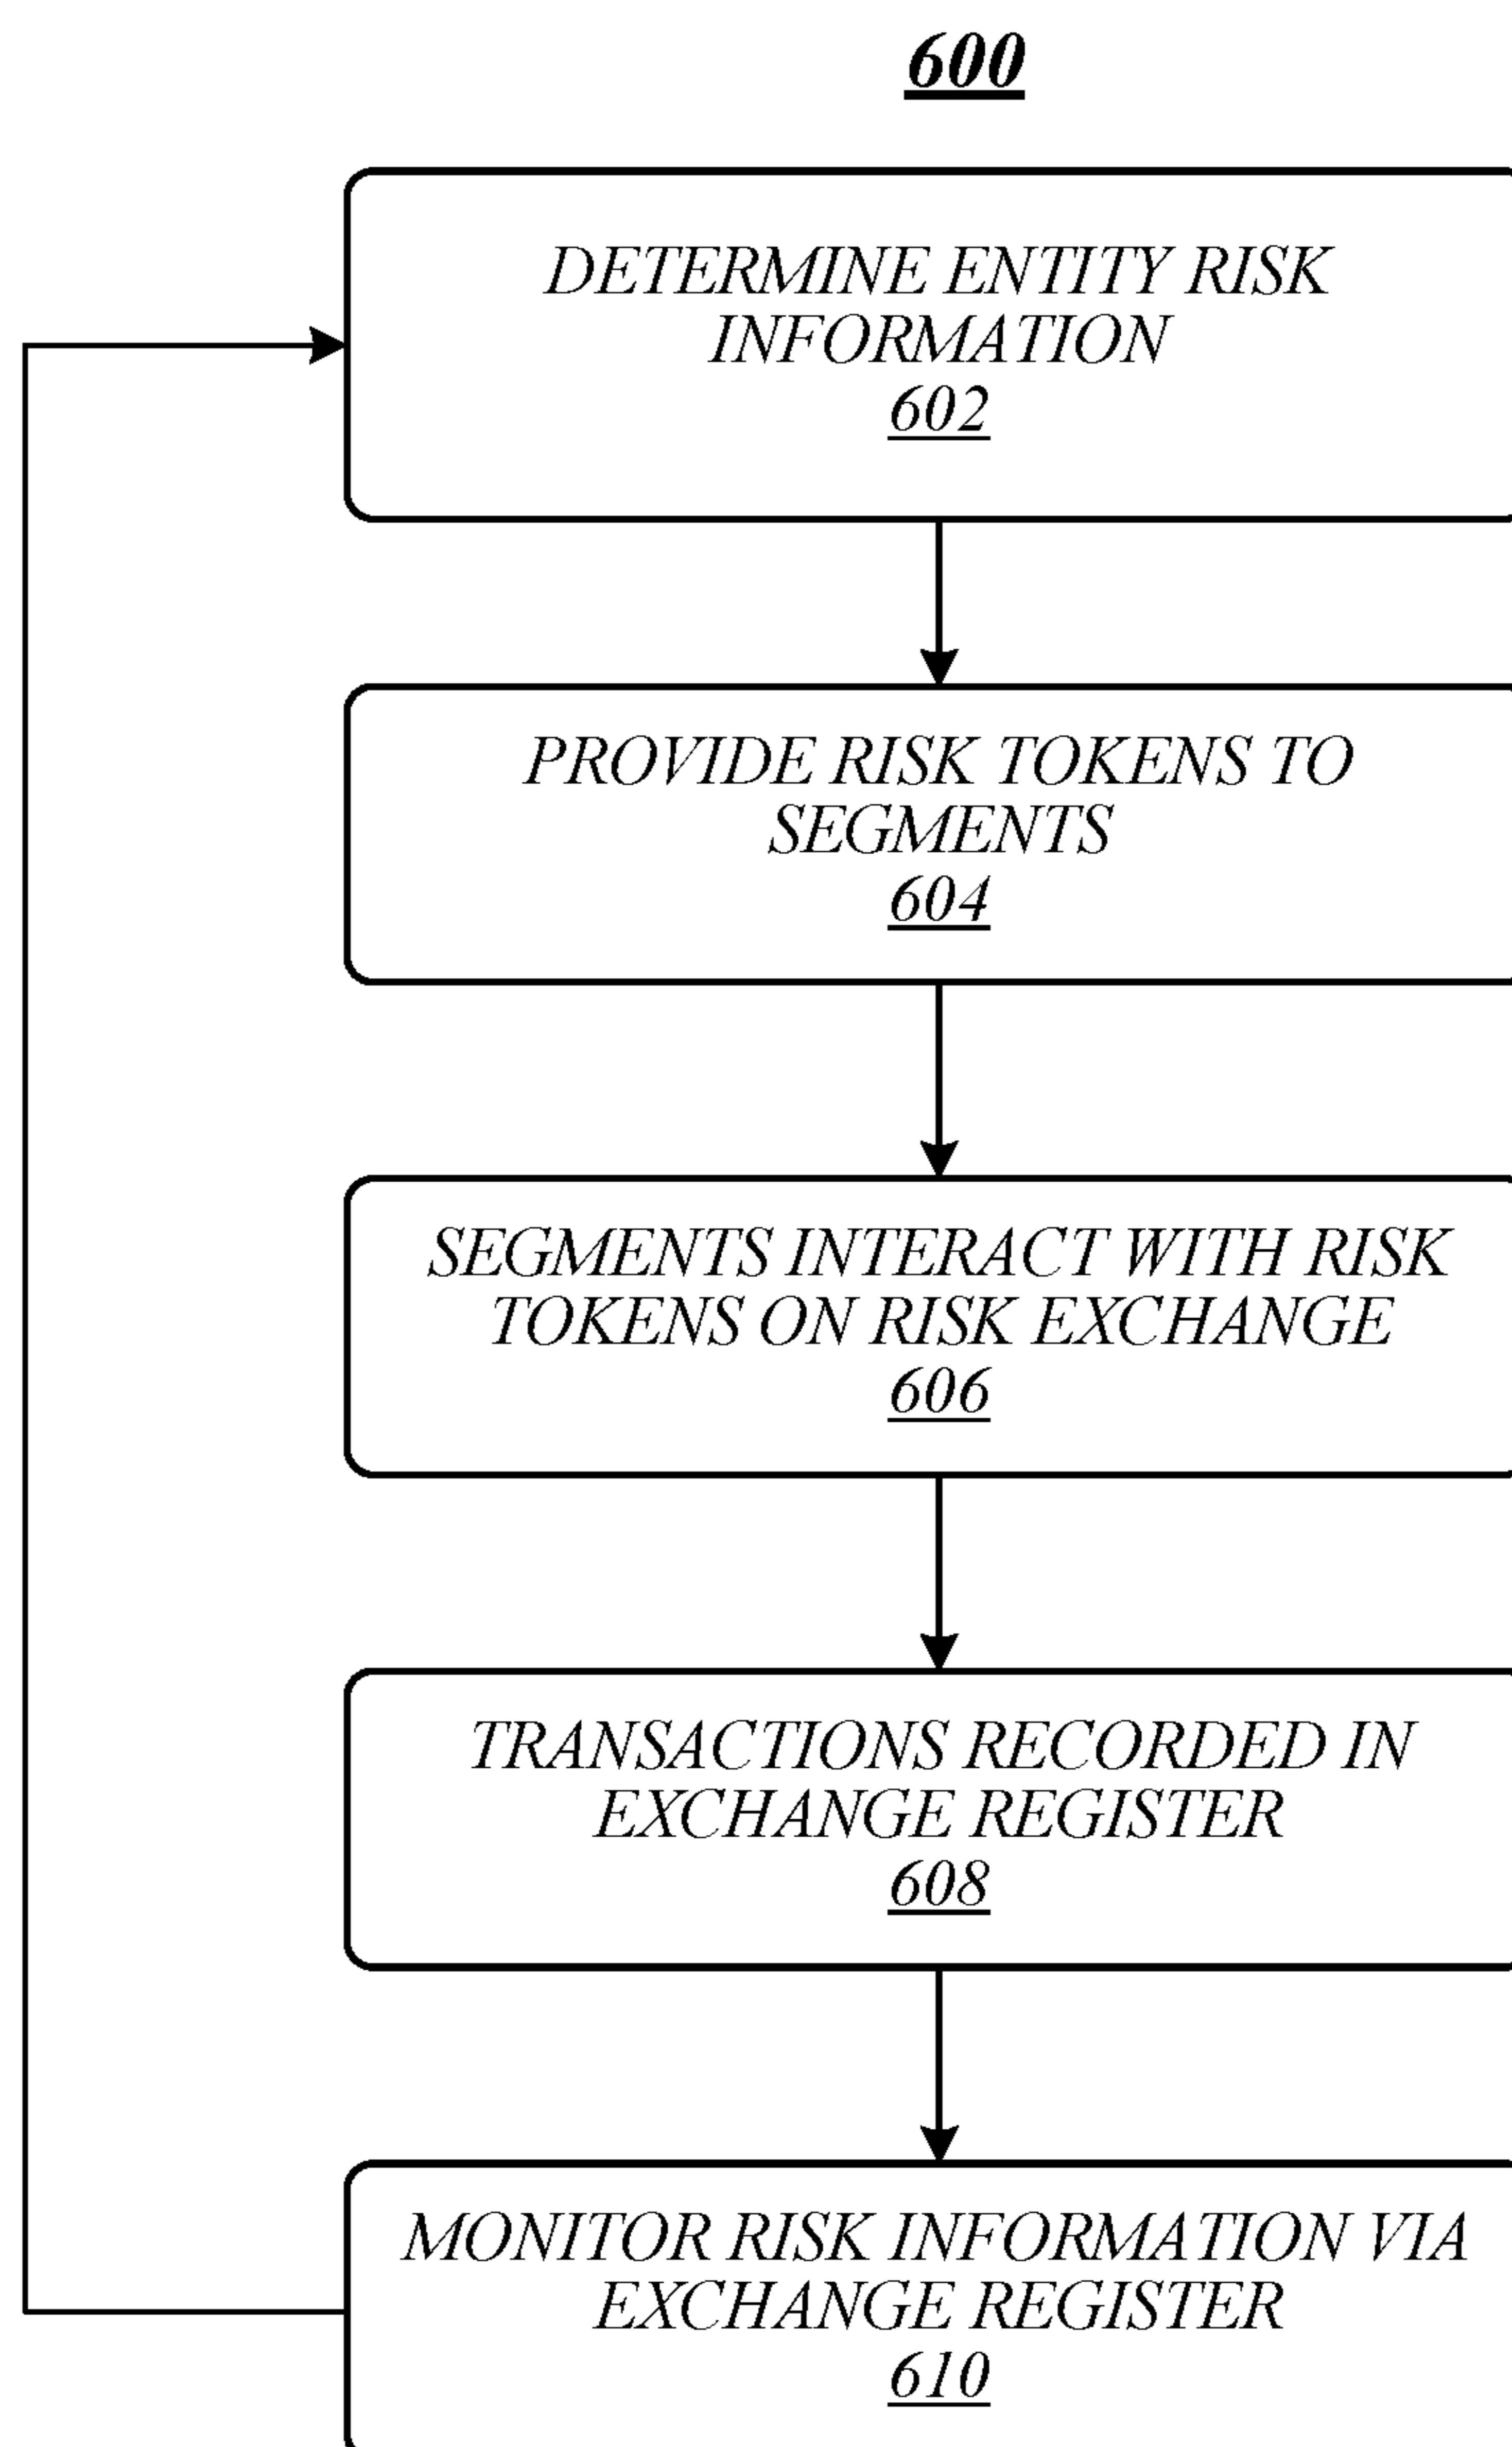 600
DETERMINE ENTITY RISK
INFORMATION
602
PROVIDE RISK TOKENS TO
SEGMENTS
604
SEGMENTS INTERACT WITH RISK
TOKENS ON RISK EXCHANGE
606
TRANSACTIONS RECORDED IN
EXCHANGE REGISTER
608
MONITOR RISK INFORMATION VIA
EXCHANGE REGISTER
610